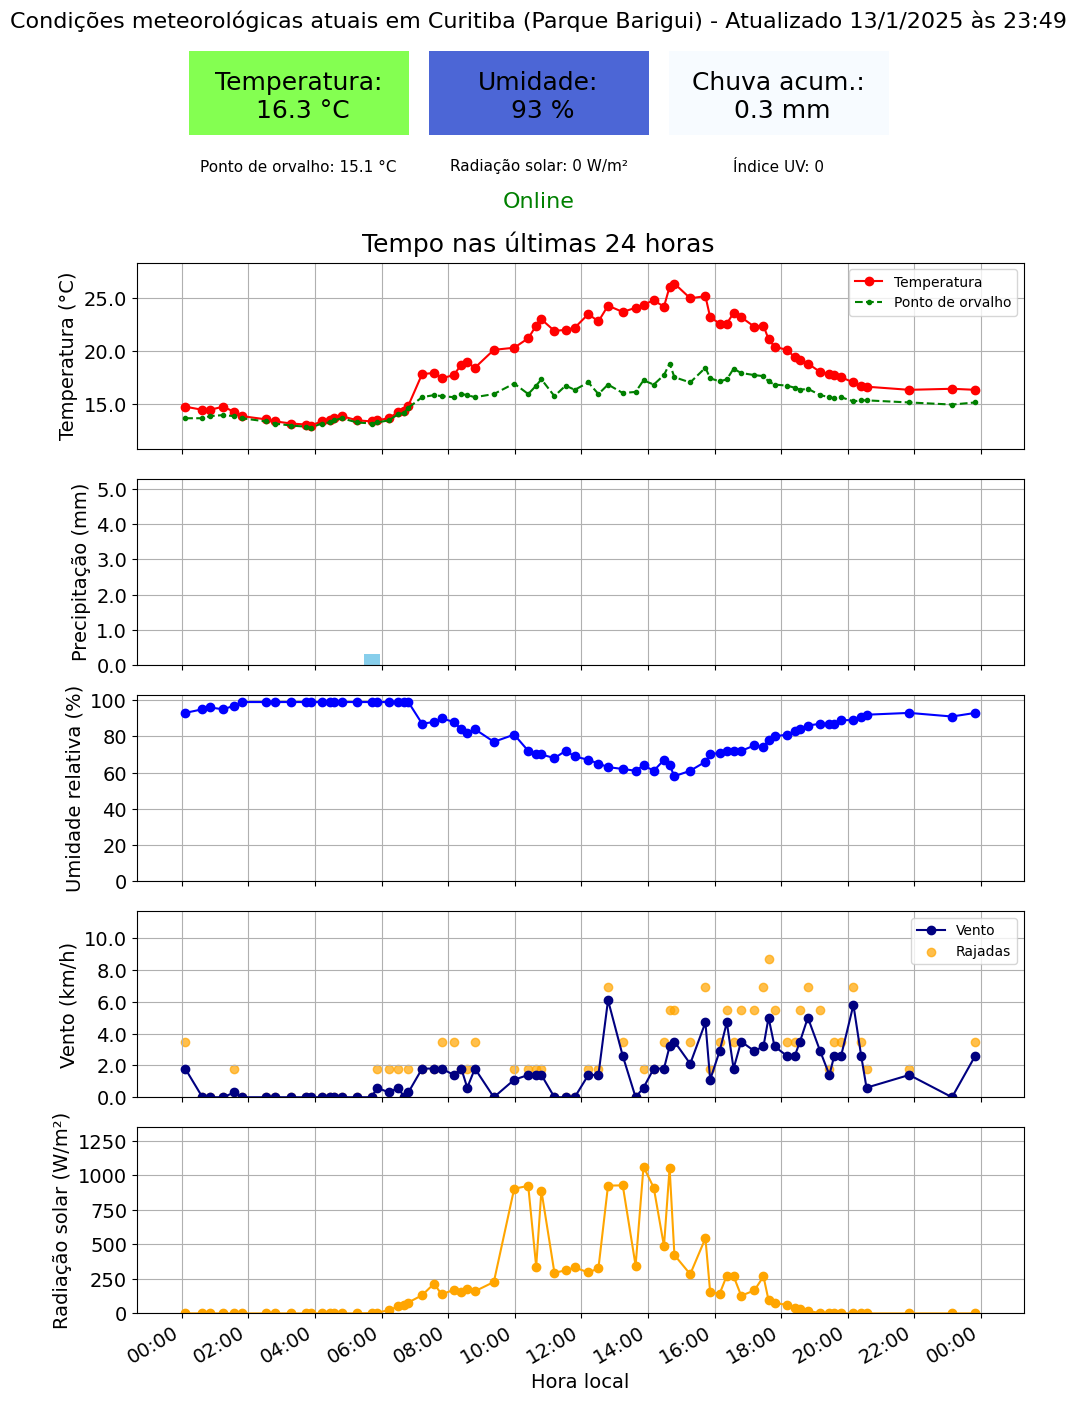 Condições meteorológicas atuais em Curitiba (Parque Barigui) - Atualizado 13/1/2025 às 23:49
Temperatura:
16.3 °C
Umidade:
93 %
Chuva acum.:
0.3 mm
Ponto de orvalho: 15.1 °C
Radiação solar: 0 W/m²
Índice UV: 0
Online
Tempo nas últimas 24 horas
Temperatura (°C)
25.0
20.0
15.0
Temperatura
Ponto de orvalho
Precipitação (mm)
5.0
4.0
3.0
2.0
1.0
0.0
Umidade relativa (%)
100
80
60
40
20
0
Vento (km/h)
10.0
8.0
6.0
4.0
2.0
0.0
Vento
Rajadas
Radiação solar (W/m²)
1250
1000
750
500
250
0
00:00
02:00
04:00
06:00
08:00
10:00
12:00
14:00
16:00
18:00
20:00
22:00
00:00
Hora local